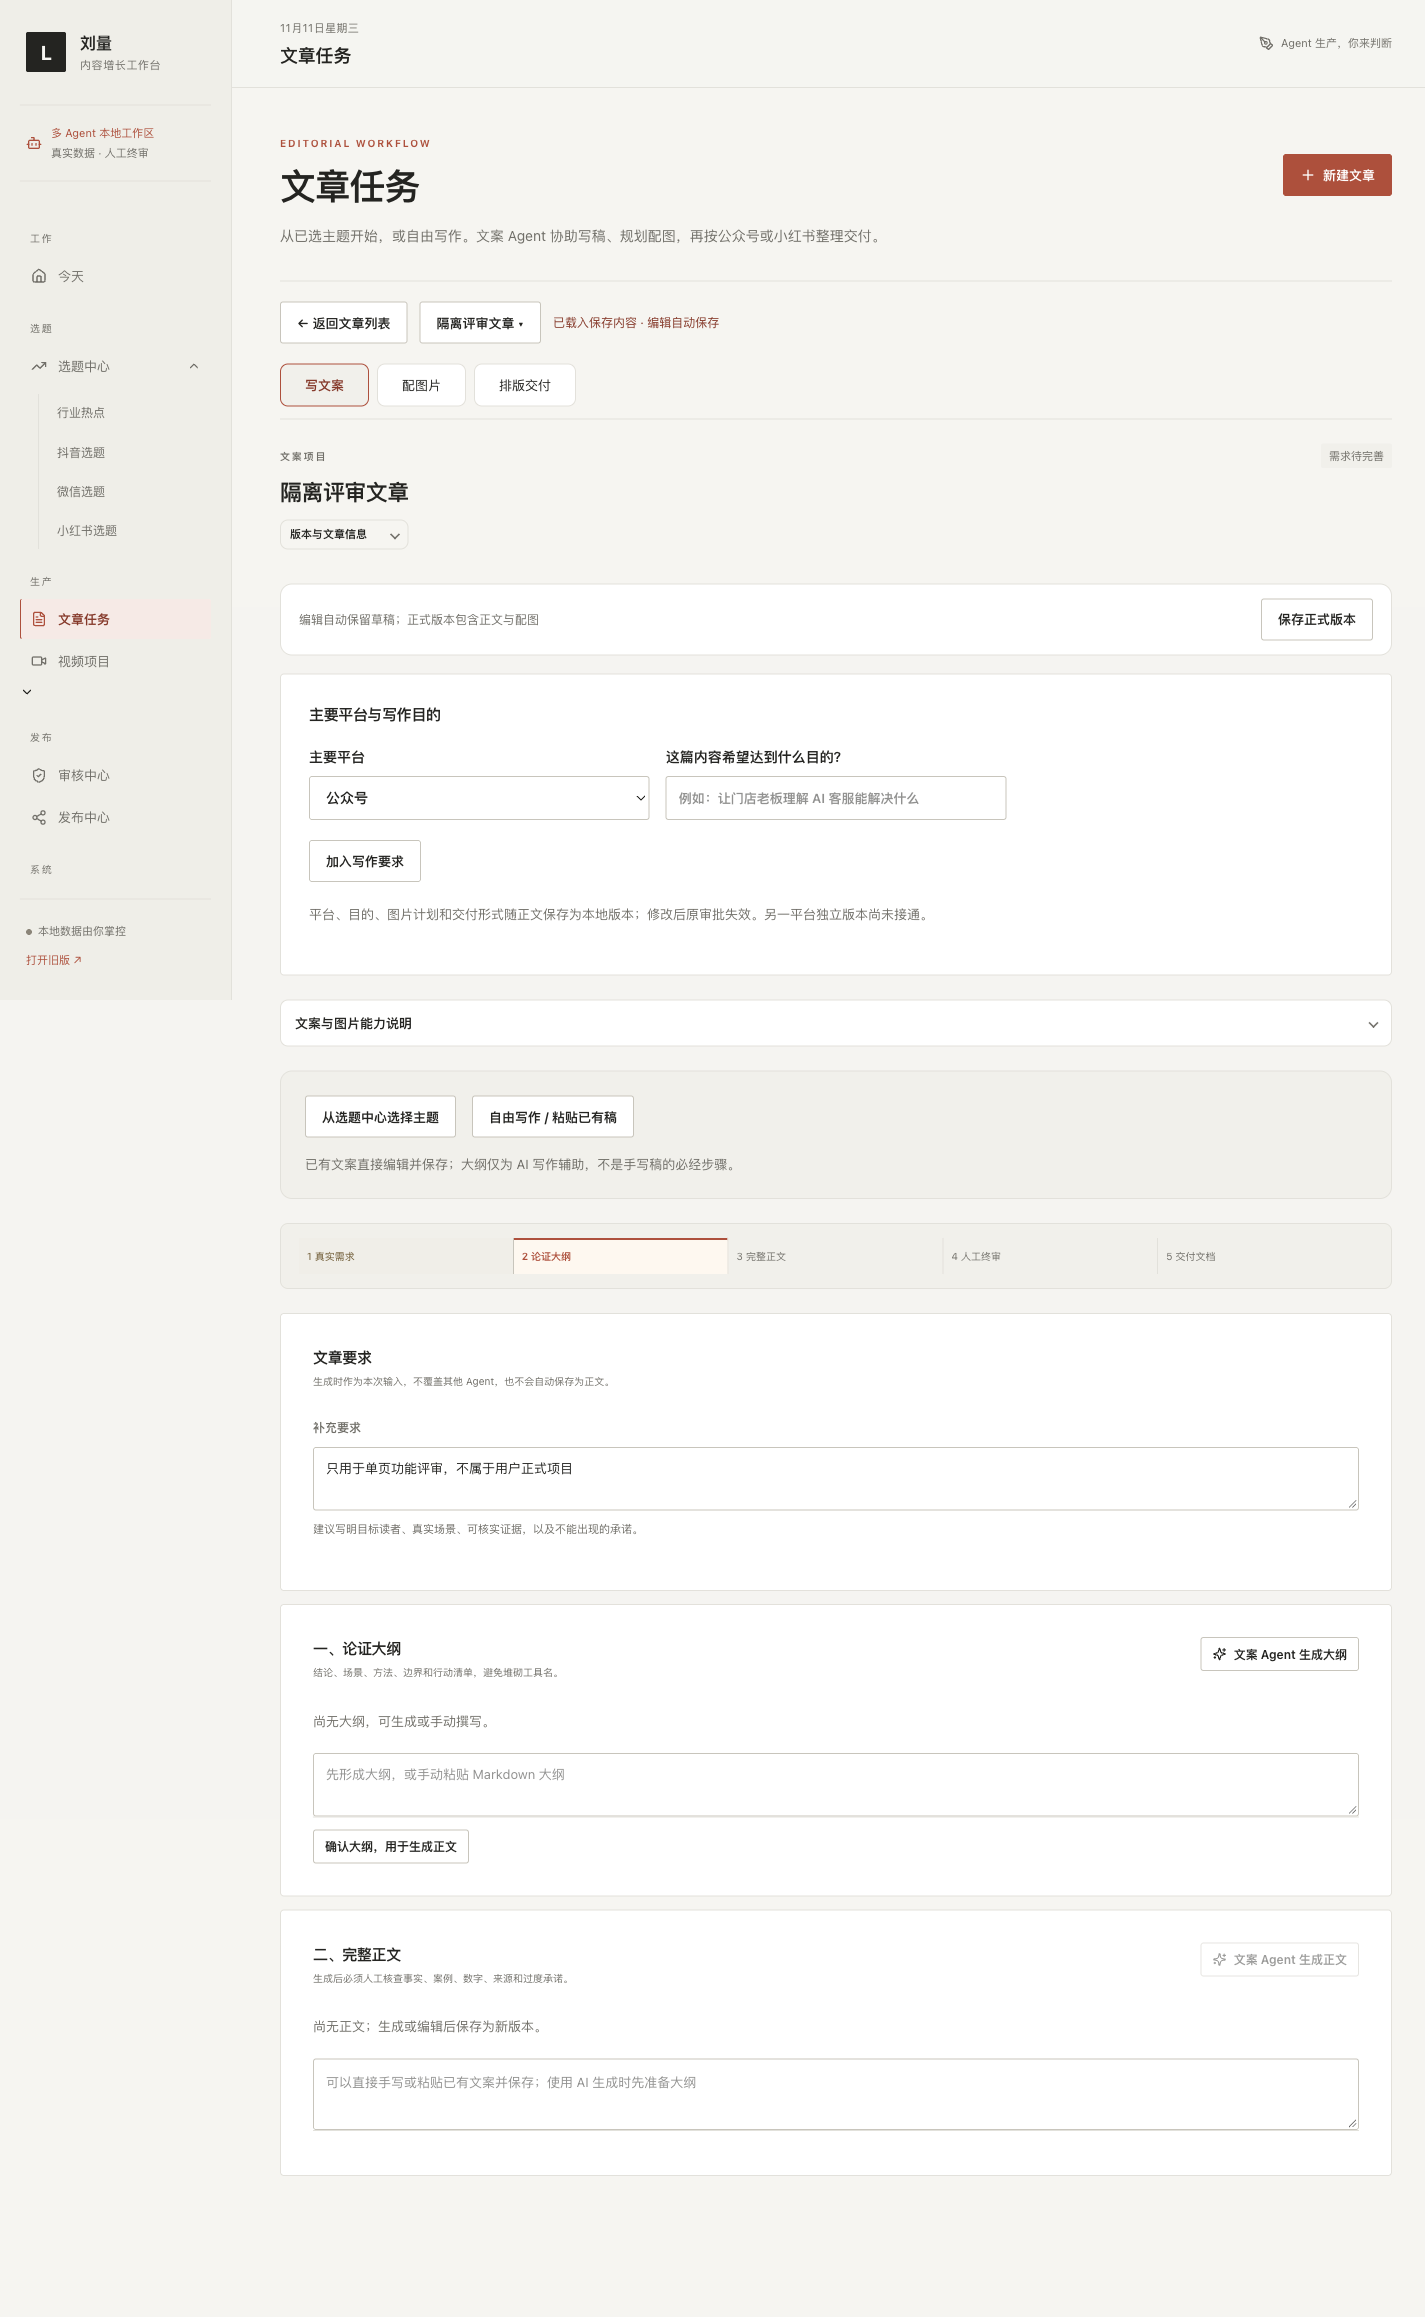 L
刘量
内容增长工作台
多 Agent 本地工作区
真实数据 · 人工终审
工作
今天
选题
选题中心
行业热点
抖音选题
微信选题
小红书选题
生产
文章任务
视频项目
发布
审核中心
发布中心
系统
本地数据由你掌控
打开旧版 ↗
11月11日星期三
文章任务
Agent 生产，你来判断
EDITORIAL WORKFLOW
文章任务
从已选主题开始，或自由写作。文案 Agent 协助写稿、规划配图，再按公众号或小红书整理交付。
＋ 新建文章
← 返回文章列表
隔离评审文章 ▾
已载入保存内容 · 编辑自动保存
写文案
配图片
排版交付
文案项目
需求待完善
隔离评审文章
版本与文章信息
编辑自动保留草稿；正式版本包含正文与配图
保存正式版本
主要平台与写作目的
主要平台
这篇内容希望达到什么目的?
公众号
例如：让门店老板理解 AI 客服能解决什么
加入写作要求
平台、目的、图片计划和交付形式随正文保存为本地版本；修改后原审批失效。另一平台独立版本尚未接通。
文案与图片能力说明
从选题中心选择主题
自由写作 / 粘贴已有稿
已有文案直接编辑并保存；大纲仅为 AI 写作辅助，不是手写稿的必经步骤。
1 真实需求
2 论证大纲
3 完整正文
4 人工终审
5 交付文档
文章要求
生成时作为本次输入，不覆盖其他 Agent，也不会自动保存为正文。
补充要求
只用于单页功能评审，不属于用户正式项目
建议写明目标读者、真实场景、可核实证据，以及不能出现的承诺。
一、论证大纲
结论、场景、方法、边界和行动清单，避免堆砌工具名。
文案 Agent 生成大纲
尚无大纲，可生成或手动撰写。
先形成大纲，或手动粘贴 Markdown 大纲
确认大纲，用于生成正文
二、完整正文
生成后必须人工核查事实、案例、数字、来源和过度承诺。
文案 Agent 生成正文
尚无正文；生成或编辑后保存为新版本。
可以直接手写或粘贴已有文案并保存；使用 AI 生成时先准备大纲